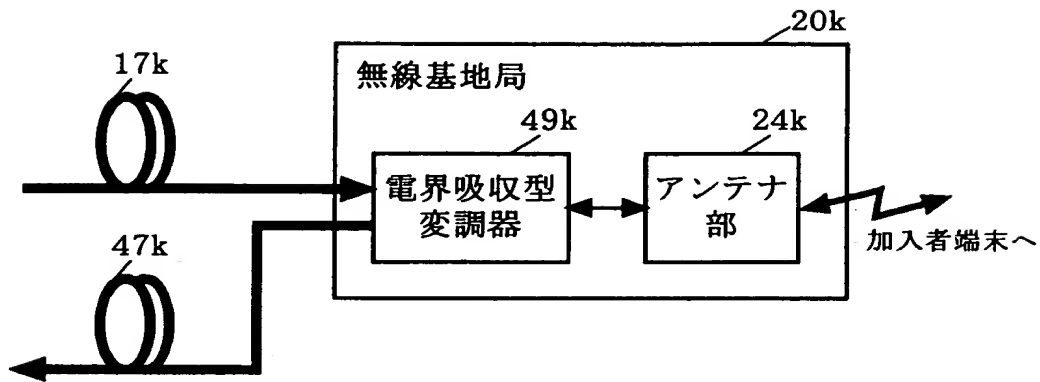 20k
17k
無線基地局
49k
24k
電界吸収型
変調器
アンテナ
部
加入者端末へ
47k